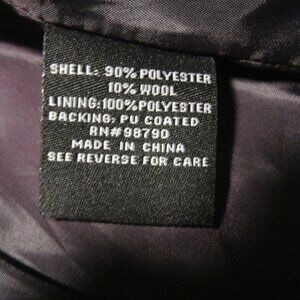 SHELL: 90% POLYESTER
10% WOOL
LINING: 100% POLYESTER
BACKING: PU COATED
RN# 98790
MADE IN CHINA
SEE REVERSE FOR CARE